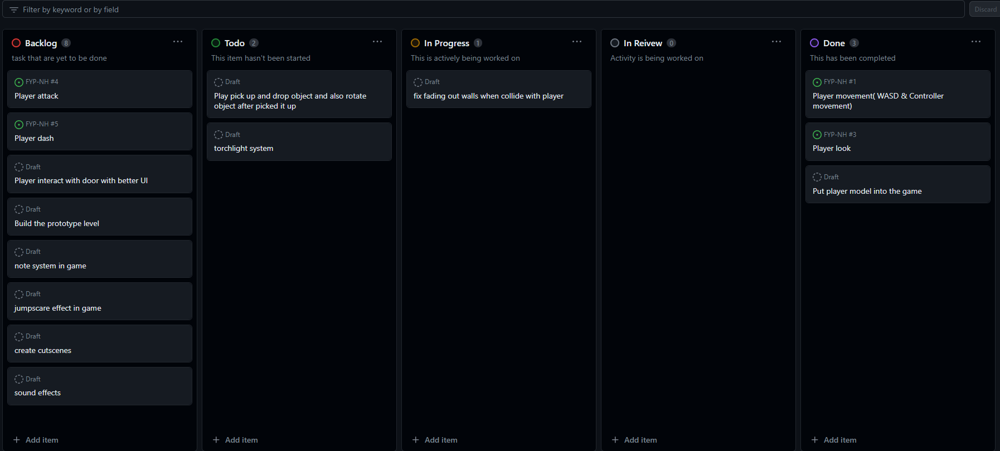 Filter by keyword or by field
Discard
Backlog 8
task that are yet to be done
FYP-NH #4
Player attack
FYP-NH #5
Player dash
Draft
Player interact with door with better UI
Draft
Build the prototype level
Draft
note system in game
Draft
jumpscare effect in game
Draft
create cutscenes
Draft
sound effects
Add item
Todo 2
This item hasn't been started
Draft
Play pick up and drop object and also rotate
object after picked it up
Draft
torchlight system
Add item
In Progress 1
This is actively being worked on
Draft
fix fading out walls when collide with player
Add item
In Reivew 0
Activity is being worked on
Add item
Done 3
This has been completed
FYP-NH #1
Player movement( WASD & Controller
movement)
FYP-NH #3
Player look
Draft
Put player model into the game
Add item